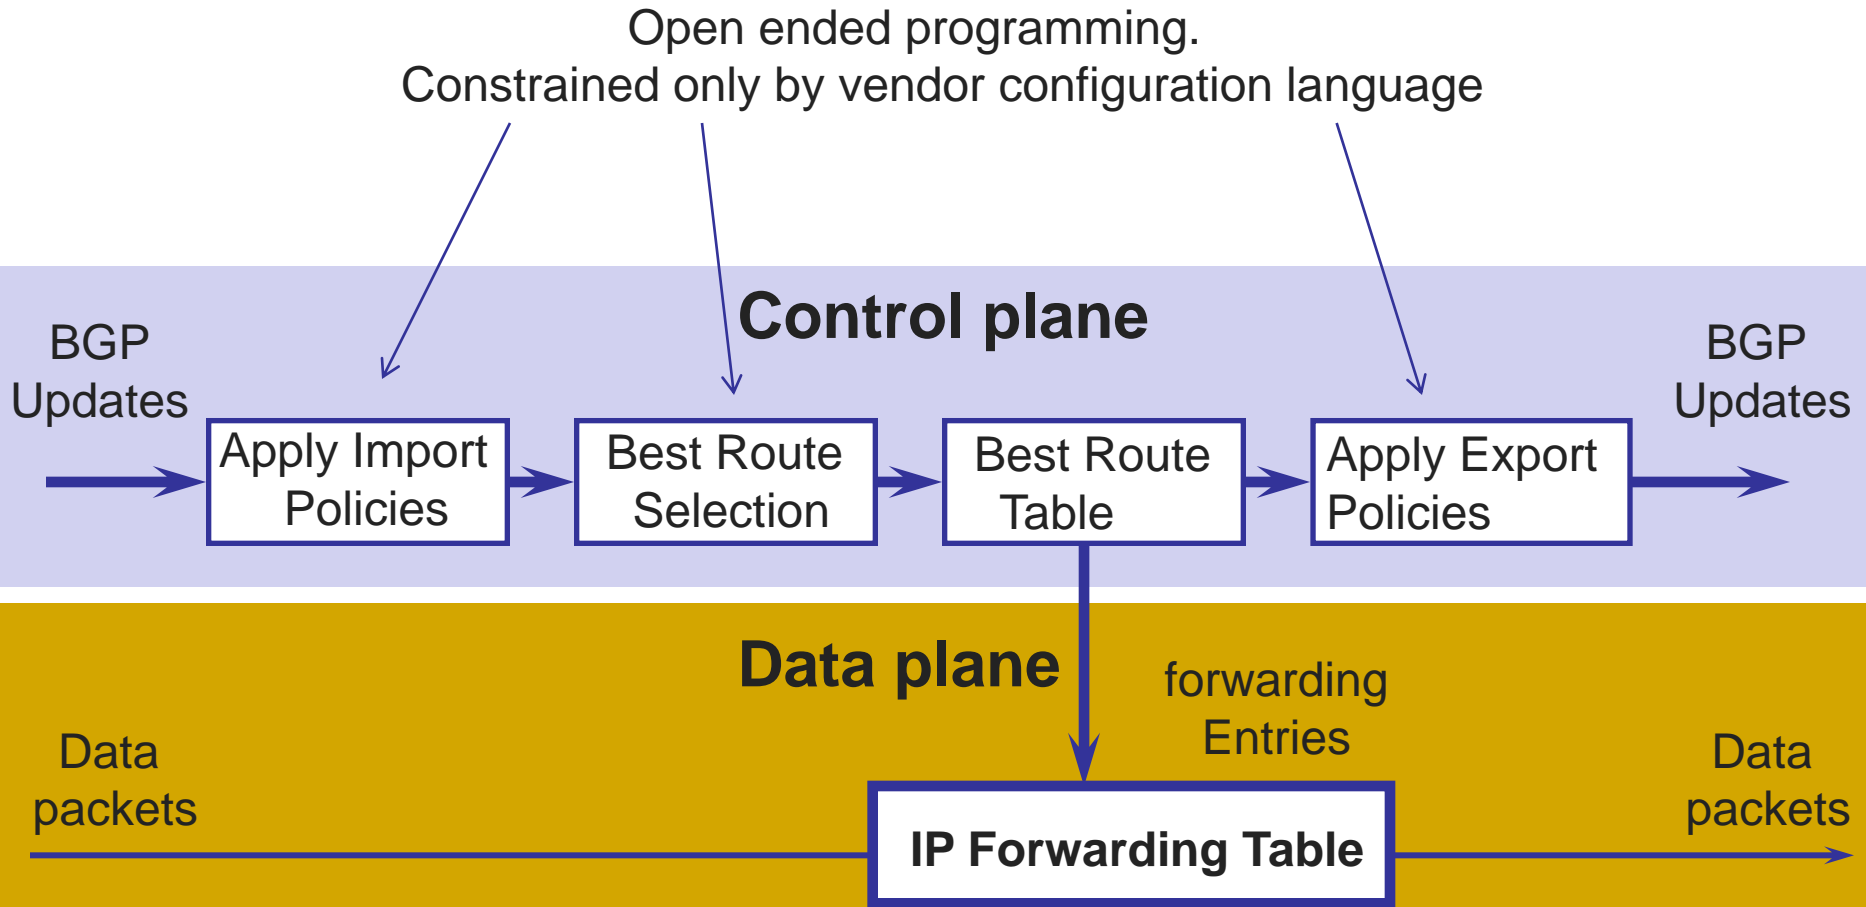 Open ended programming.
Constrained only by vendor configuration language
Control plane
BGP
Updates
BGP
Updates
Apply Import
Policies
Best Route
Selection
Best Route
Table
Apply Export
Policies
Data plane
forwarding
Entries
Data
packets
Data
packets
IP Forwarding Table